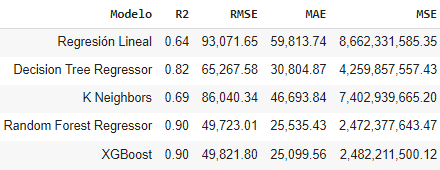 Modelo R2 RMSE MAE MSE
Regresión Lineal 0.64 93,071.65 59,813.74 8,662,331,585.35
Decision Tree Regressor 0.82 65,267.58 30,804.87 4,259,857,557.43
K Neighbors 0.69 86,040.34 46,693.84 7,402,939,665.20
Random Forest Regressor 0.90 49,723.01 25,535.43 2,472,377,643.47
XGBoost 0.90 49,821.80 25,099.56 2,482,211,500.12